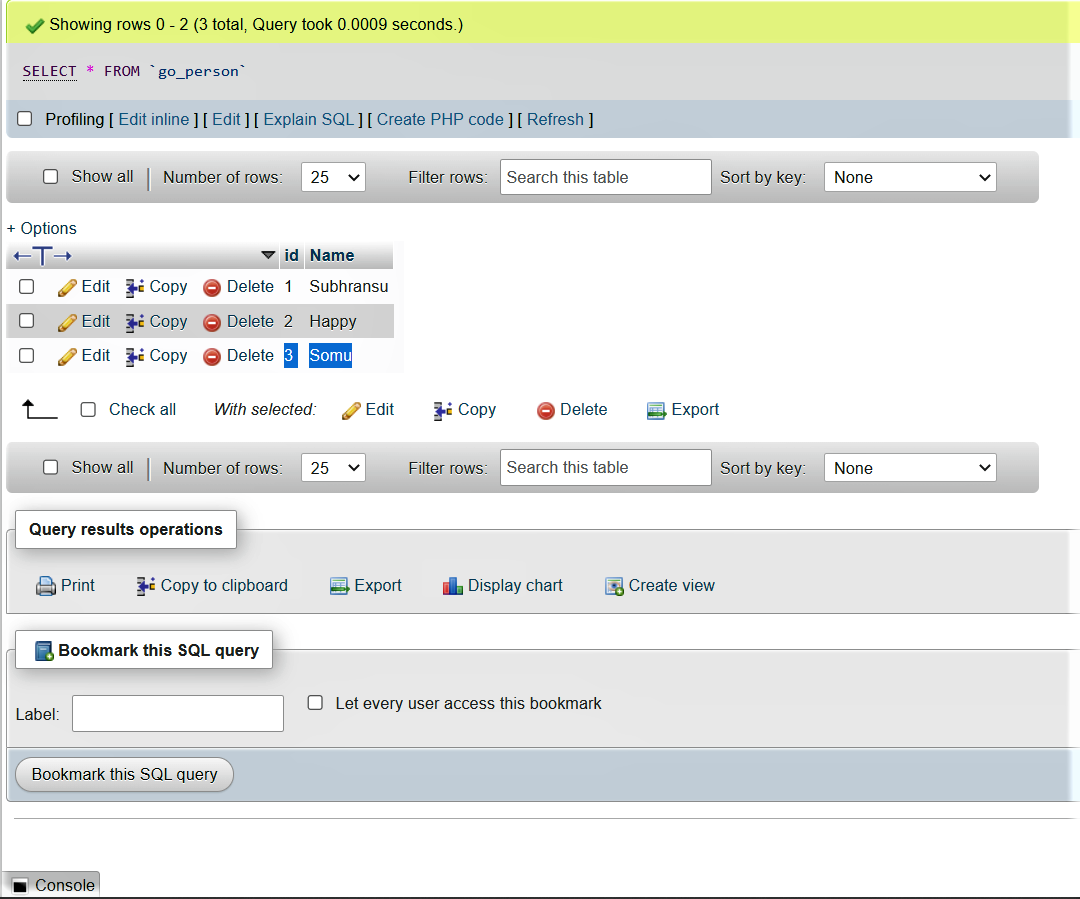 Showing rows 0 - 2 (3 total, Query took 0.0009 seconds.)
SELECT * FROM `go_person`
Profiling [ Edit inline ] [ Edit ] [ Explain SQL ] [ Create PHP code ] [ Refresh ]
Show all | Number of rows: 25 Filter rows: Search this table Sort by key: None
+ Options
←T→ id Name
Edit Copy Delete 1 Subhransu
Edit Copy Delete 2 Happy
Edit Copy Delete 3 Somu
Check all With selected: Edit Copy Delete Export
Show all | Number of rows: 25 Filter rows: Search this table Sort by key: None
Query results operations
Print Copy to clipboard Export Display chart Create view
Bookmark this SQL query
Label: Let every user access this bookmark
Bookmark this SQL query
Console